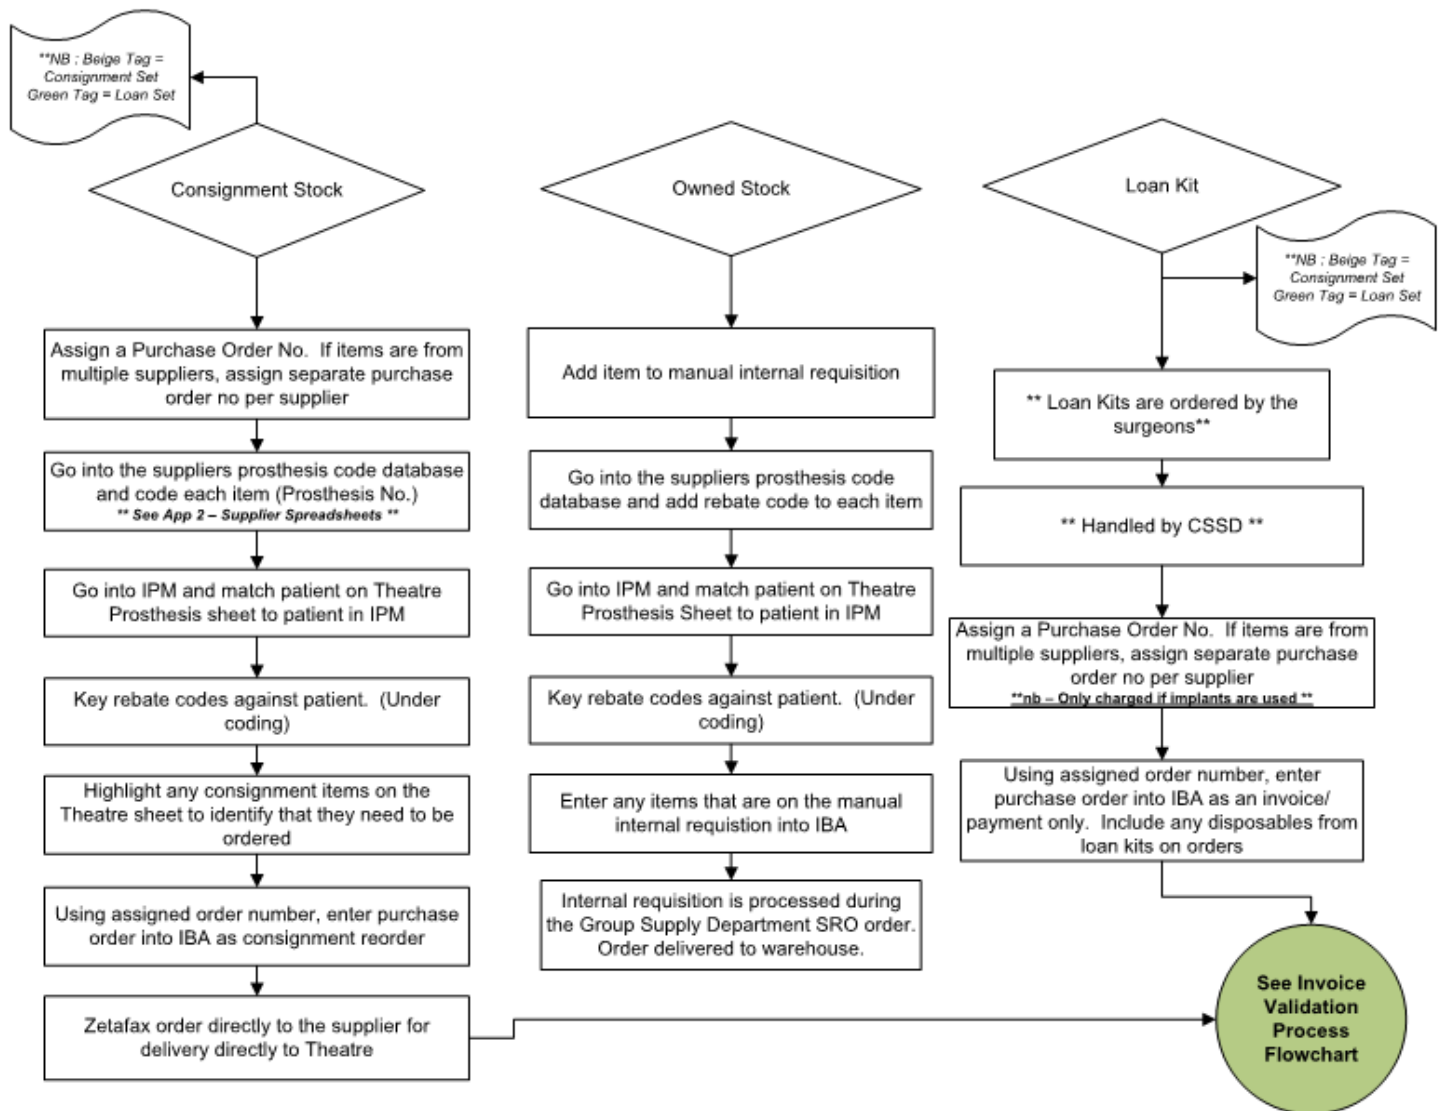 **NB : Beige Tag =
Consignment Set
Green Tag = Loan Set
Consignment Stock
Assign a Purchase Order No.  If items are from
multiple suppliers, assign separate purchase
order no per supplier
Go into the suppliers prosthesis code database
and code each item (Prosthesis No.)
** See App 2 – Supplier Spreadsheets **
Go into IPM and match patient on Theatre
Prosthesis sheet to patient in IPM
Key rebate codes against patient.  (Under
coding)
Highlight any consignment items on the
Theatre sheet to identify that they need to be
ordered
Using assigned order number, enter purchase
order into IBA as consignment reorder
Zetafax order directly to the supplier for
delivery directly to Theatre
Owned Stock
Add item to manual internal requisition
Go into the suppliers prosthesis code
database and add rebate code to each item
Go into IPM and match patient on Theatre
Prosthesis Sheet to patient in IPM
Key rebate codes against patient.  (Under
coding)
Enter any items that are on the manual
internal requistion into IBA
Internal requisition is processed during
the Group Supply Department SRO order.
Order delivered to warehouse.
Loan Kit
**NB : Beige Tag =
Consignment Set
Green Tag = Loan Set
** Loan Kits are ordered by the
surgeons**
** Handled by CSSD **
Assign a Purchase Order No.  If items are from
multiple suppliers, assign separate purchase
order no per supplier
**nb – Only charged if implants are used **
Using assigned order number, enter
purchase order into IBA as an invoice/
payment only.  Include any disposables from
loan kits on orders
See Invoice
Validation
Process
Flowchart